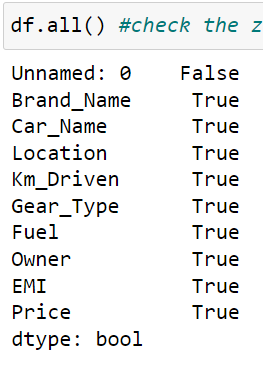 df.all() #check the z
Unnamed: 0 False
Brand_Name True
Car_Name True
Location True
Km_Driven True
Gear_Type True
Fuel True
Owner True
EMI True
Price True
dtype: bool